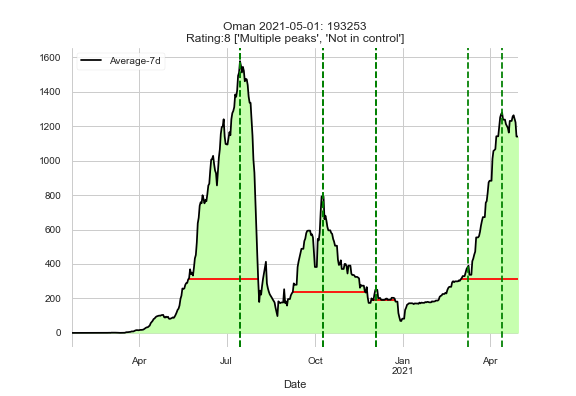 Oman 2021-05-01: 193253
Rating:8 ['Multiple peaks', 'Not in control']
Average-7d
1600
1400
1200
1000
800
600
400
200
0
Apr
Jul
Oct
Jan
2021
Apr
Date